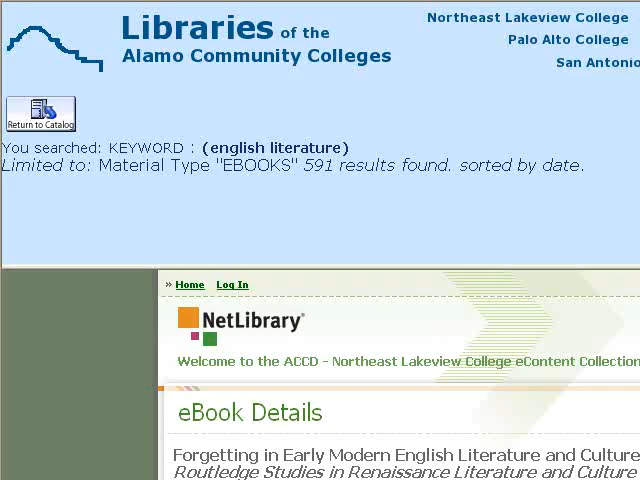 Libraries of the
Alamo Community Colleges
Northeast Lakeview College
Palo Alto College
San Antonio
Return to Catalog
You searched: KEYWORD : (english literature)
Limited to: Material Type "EBOOKS" 591 results found. sorted by date.
» Home Log In
NetLibrary
Welcome to the ACCD - Northeast Lakeview College eContent Collection
eBook Details
Forgetting in Early Modern English Literature and Culture
Routledge Studies in Renaissance Literature and Culture